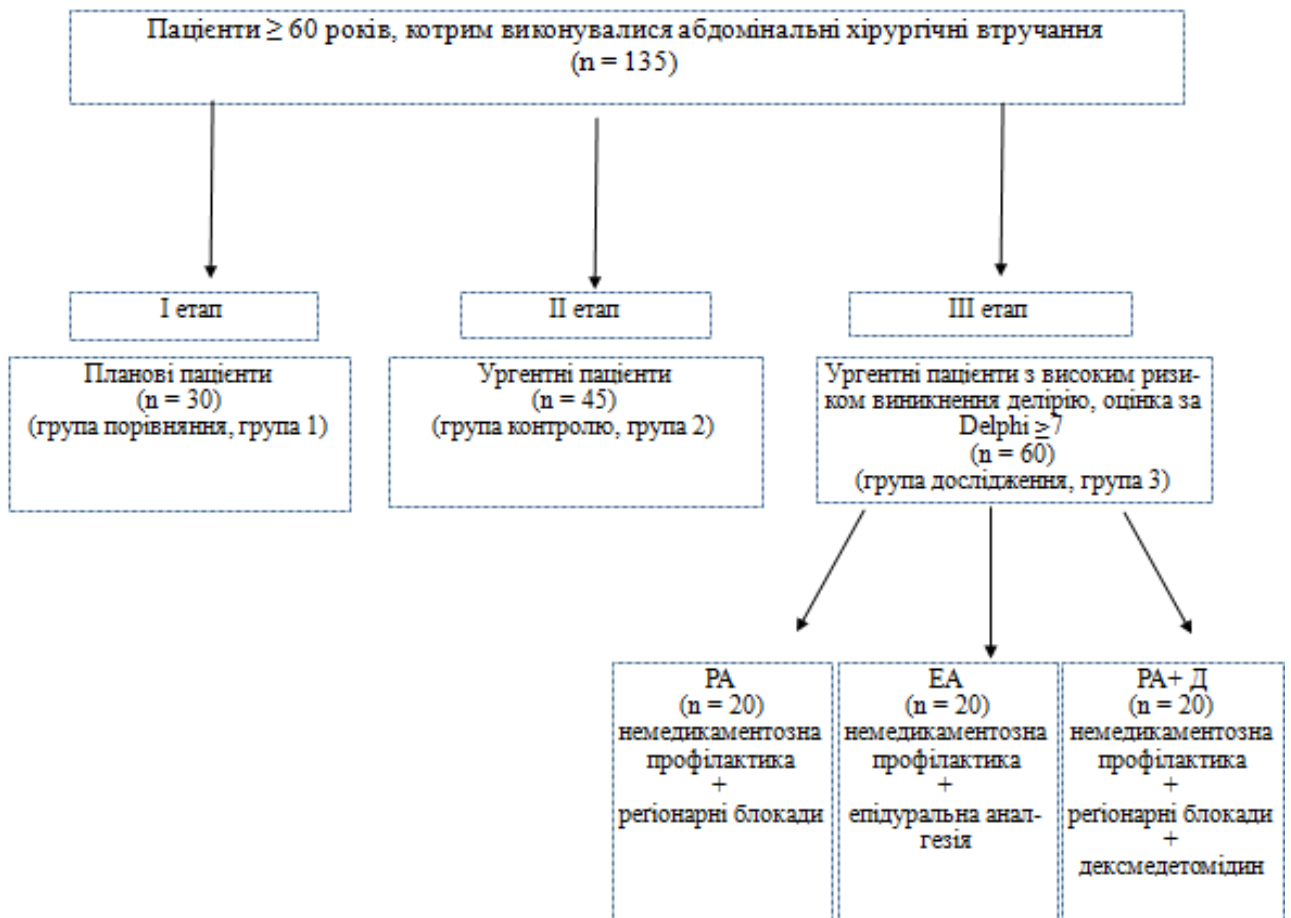 Пацієнти ≥ 60 років, котрим виконувалися абдомінальні хірургічні втручання
(n = 135)
I етап
II етап
III етап
Планові пацієнти
(n = 30)
(група порівняння, група 1)
Ургентні пацієнти
(n = 45)
(група контролю, група 2)
Ургентні пацієнти з високим ризи-
ком виникнення делірію, оцінка за
Delphi ≥7
(n = 60)
(група дослідження, група 3)
РА
(n = 20)
немедикаментозна
профілактика
+
регіонарні блокади
ЕА
(n = 20)
немедикаментозна
профілактика
+
епідуральна анал-
гезія
РА+ Д
(n = 20)
немедикаментозна
профілактика
+
регіонарні блокади
+
дексмедетомідин